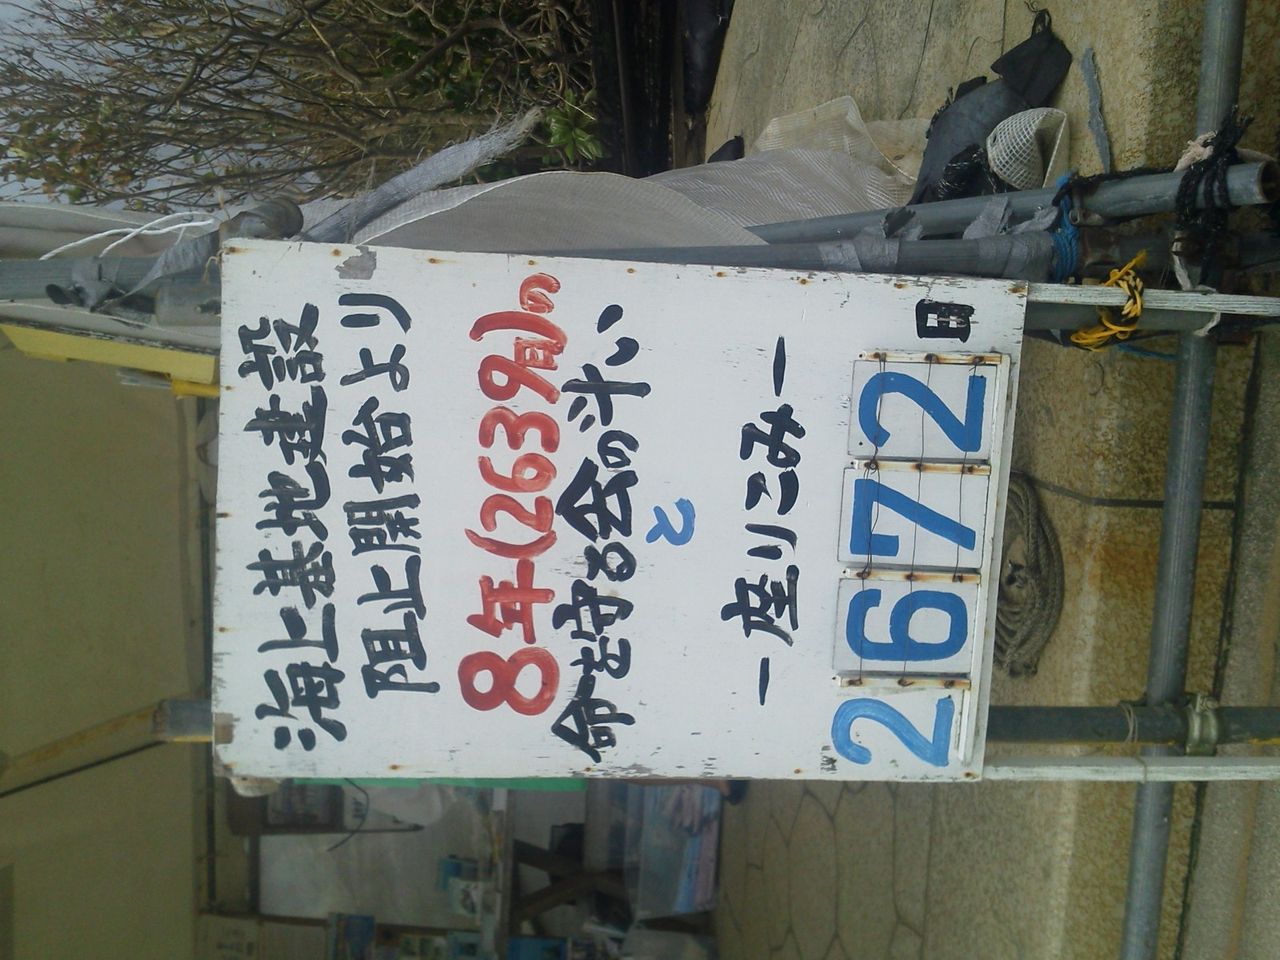 海上基地建設
阻止開始より
8年(2639日)の
命を守る会の斗い
と
ー座りこみー
2672日